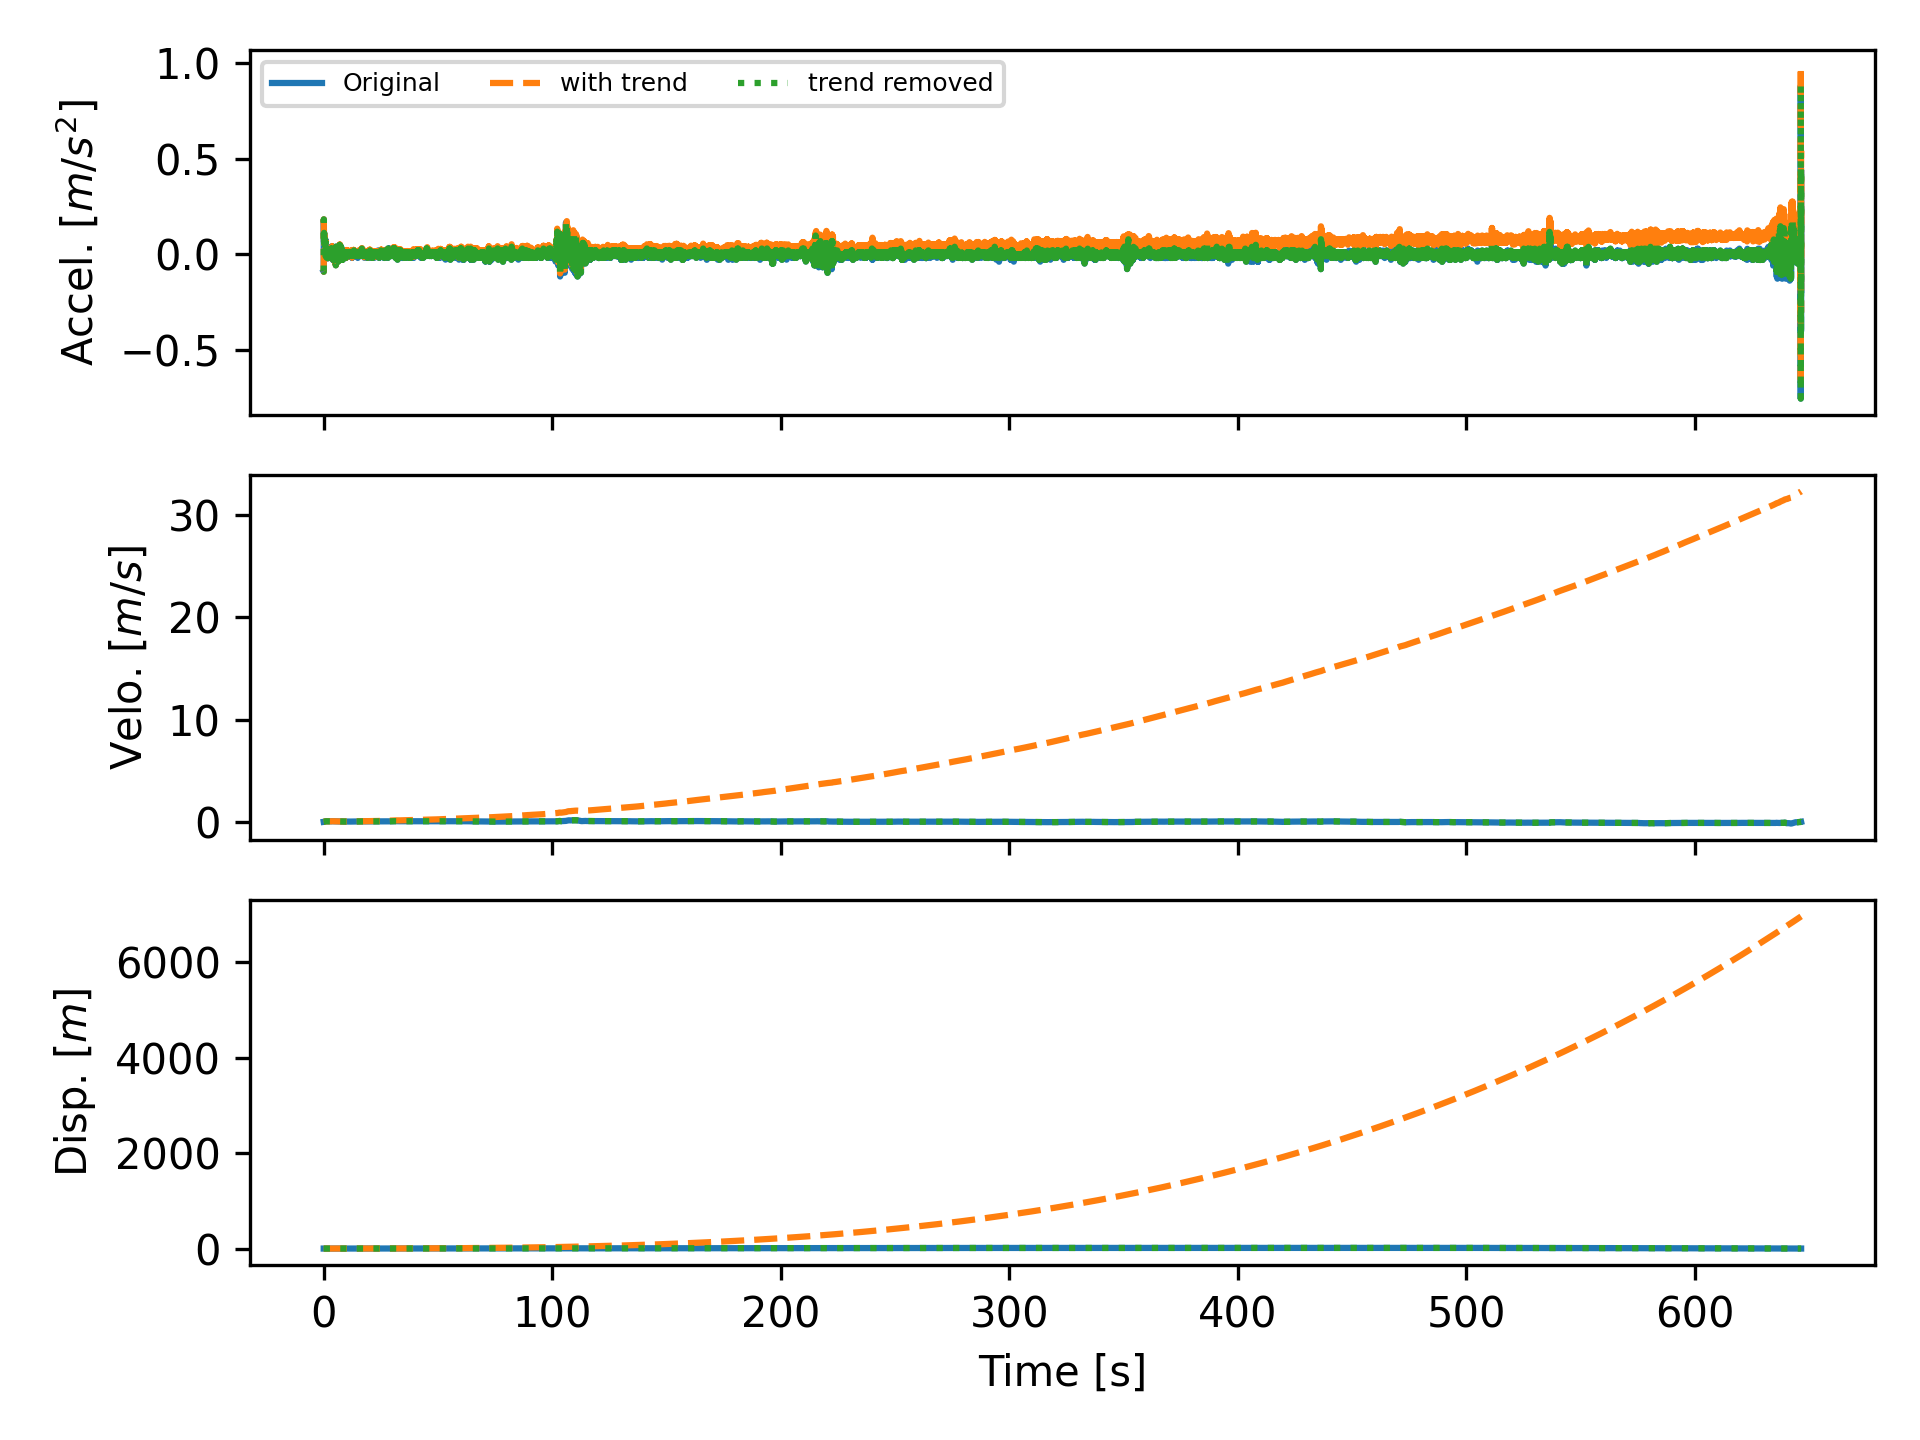 1.0
0.5
0.0
−0.5
Accel. [m/s²]
Original with trend trend removed
30
20
10
0
Velo. [m/s]
6000
4000
2000
0
Disp. [m]
0 100 200 300 400 500 600
Time [s]